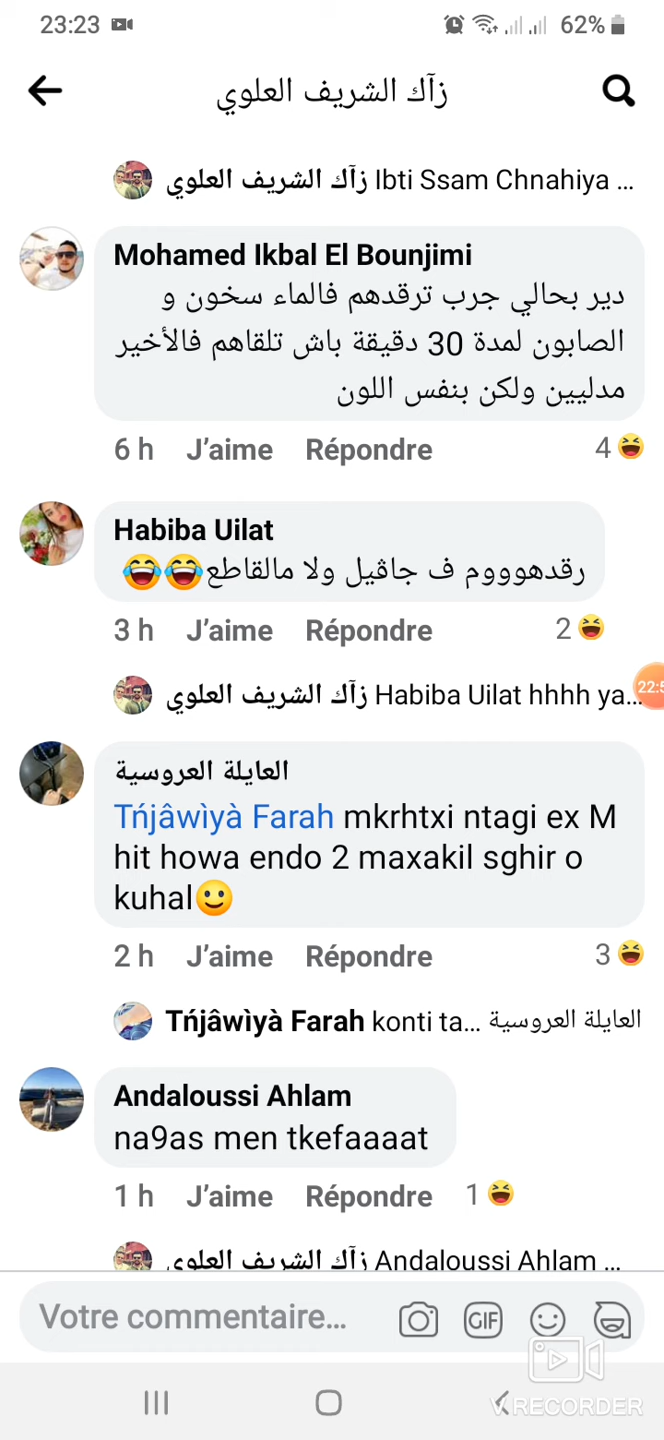 23:23
62%
زآك الشريف العلوي
زآك الشريف العلوي Ibti Ssam Chnahiya ...
Mohamed Ikbal El Bounjimi
دير بحالي جرب ترقدهم فالماء سخون و
الصابون لمدة 30 دقيقة باش تلقاهم فالأخير
مدليين ولكن بنفس اللون
6 h J’aime Répondre 4
Habiba Uilat
رقدهوووم ف جاڤيل ولا مالقاطع😂😂
3 h J’aime Répondre 2
زآك الشريف العلوي Habiba Uilat hhhh ya...
22:5
العايلة العروسية
Tńjâwìyà Farah mkrhtxi ntagi ex M
hit howa endo 2 maxakil sghir o
kuhal🙂
2 h J’aime Répondre 3
Tńjâwìyà Farah konti ta... العايلة العروسية
Andaloussi Ahlam
na9as men tkefaaaat
1 h J’aime Répondre 1
زآك الشريف العلوي Andaloussi Ahlam ...
Votre commentaire...
GIF
V.RECORDER